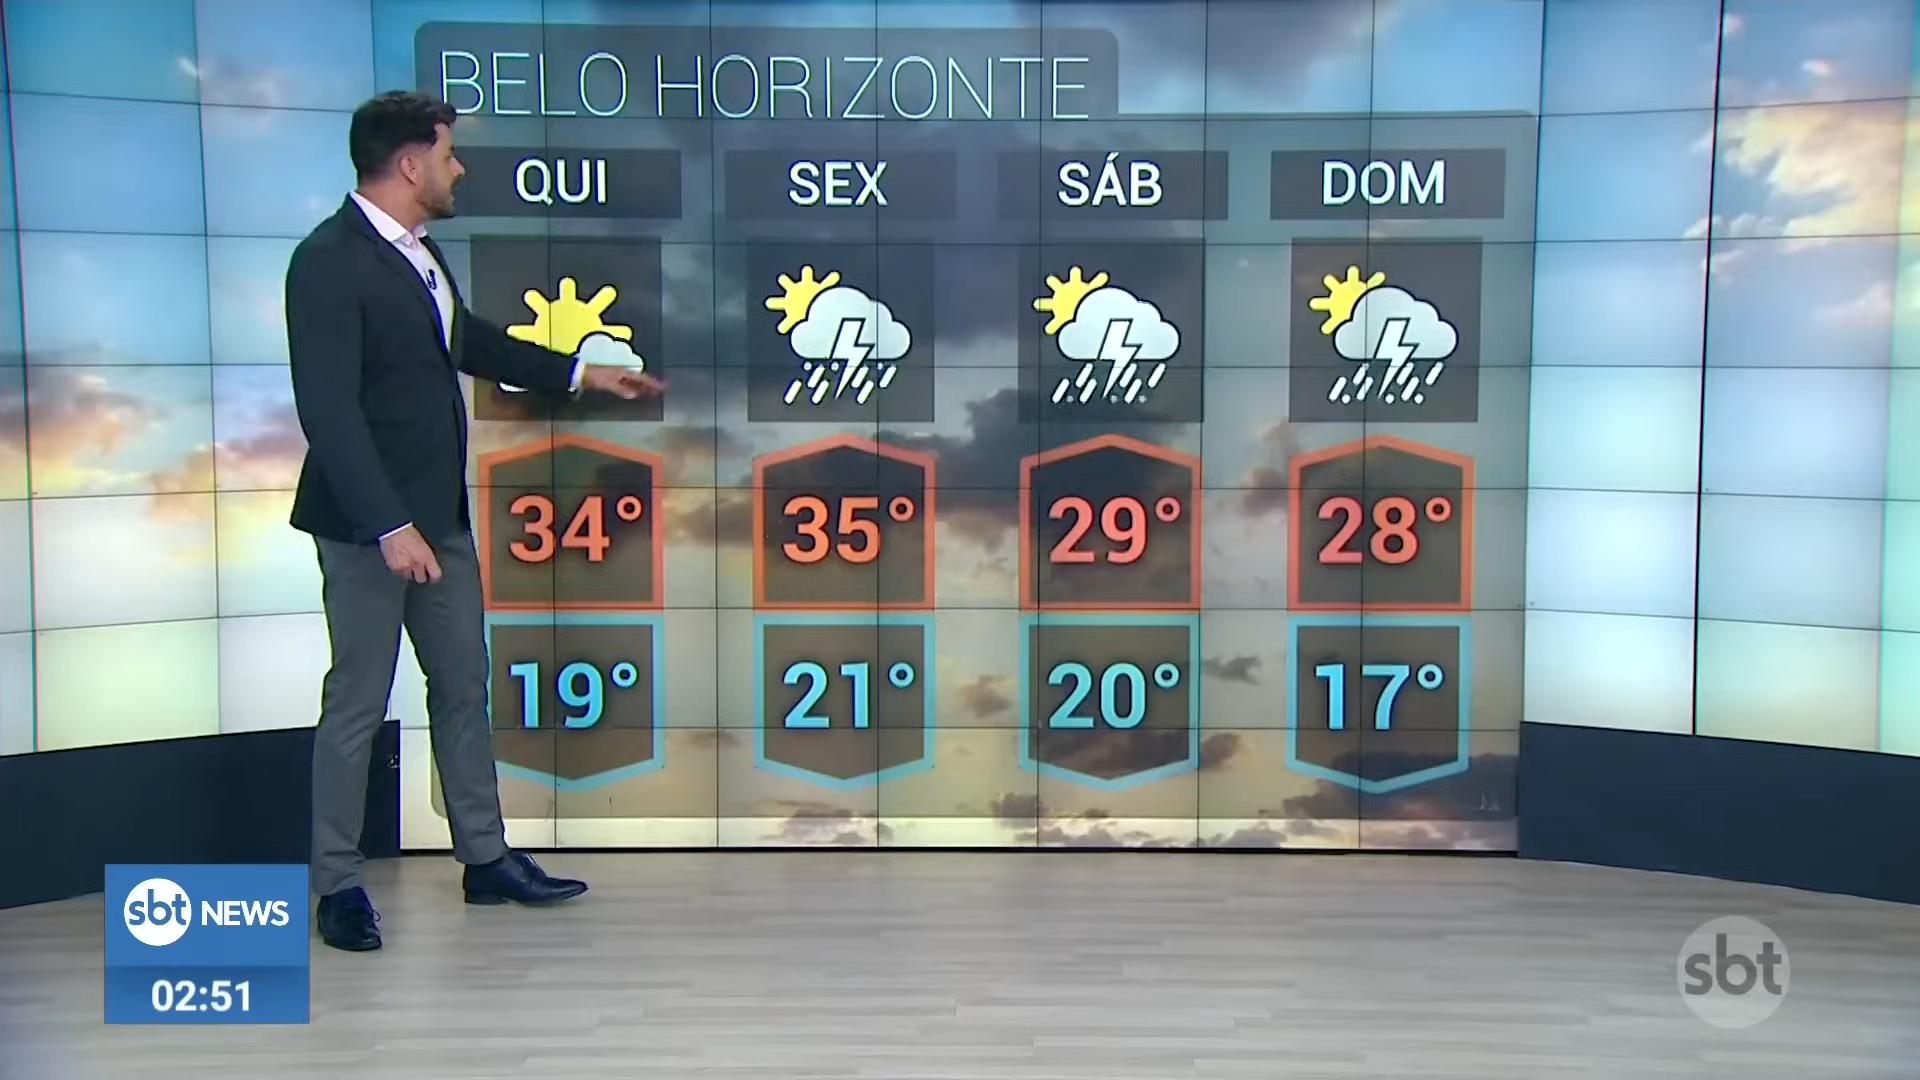 BELO HORIZONTE
QUI SEX SÁB DOM
34° 35° 29° 28°
19° 21° 20° 17°
sbt NEWS
02:51
sbt